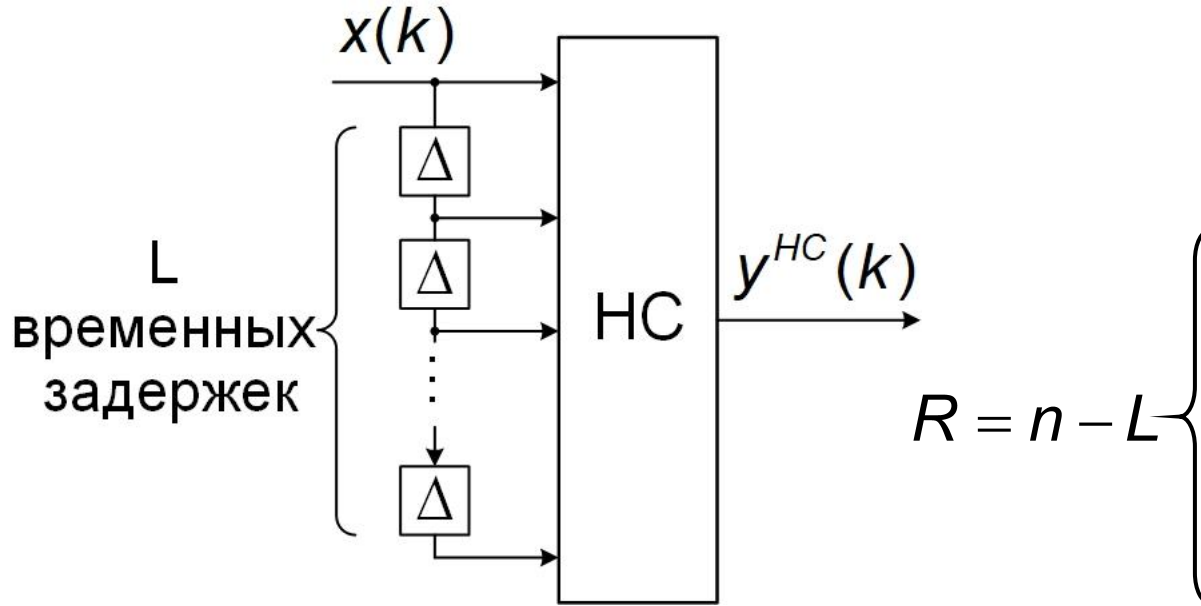 x(k)
Δ
Δ
L
временных
задержек
Δ
НС
y^{НС}(k)
R = n − L